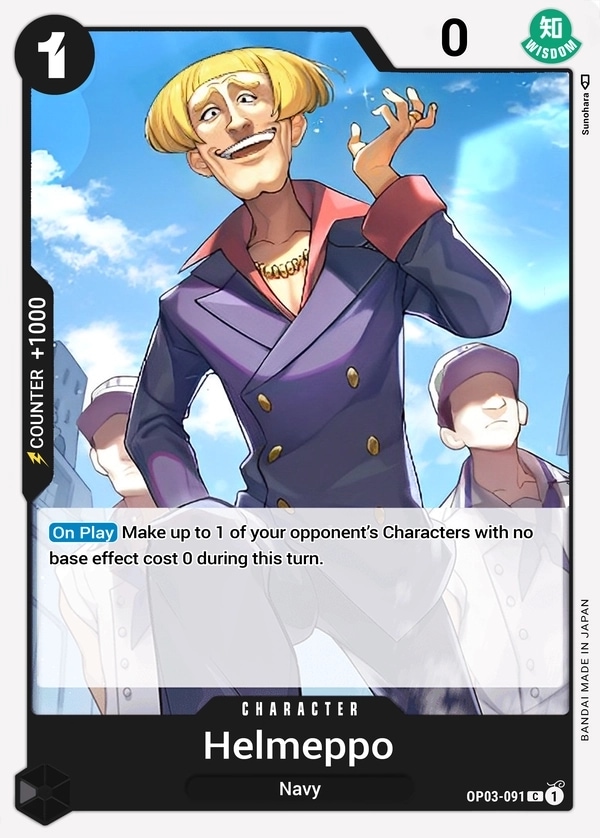 1
0
知
WISDOM
Sunohara
COUNTER +1000
On Play Make up to 1 of your opponent's Characters with no
base effect cost 0 during this turn.
BANDAI MADE IN JAPAN
CHARACTER
Helmeppo
Navy
OP03-091 C 1